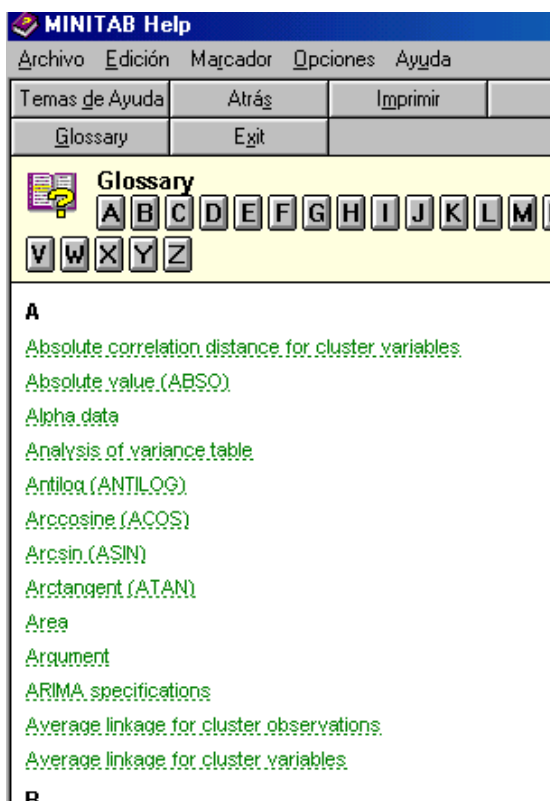 MINITAB Help
Archivo Edición Marcador Opciones Ayuda
Temas de Ayuda Atrás Imprimir
Glossary Exit
Glossary
A B C D E F G H I J K L M
V W X Y Z
A
Absolute correlation distance for cluster variables
Absolute value (ABSO)
Alpha data
Analysis of variance table
Antilog (ANTILOG)
Arccosine (ACOS)
Arcsin (ASIN)
Arctangent (ATAN)
Area
Argument
ARIMA specifications
Average linkage for cluster observations
Average linkage for cluster variables
B